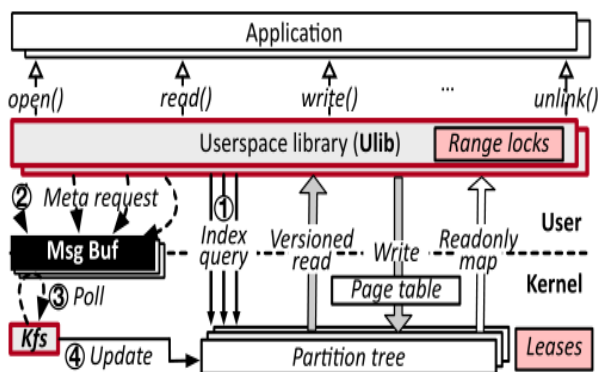 Application
open() read() write() ... unlink()
Userspace library (Ulib) Range locks
② Meta request ①
Index query
Versioned read
Write
Readonly map
User
Msg Buf
Kernel
③ Poll
Page table
Kfs
④ Update
Partition tree
Leases